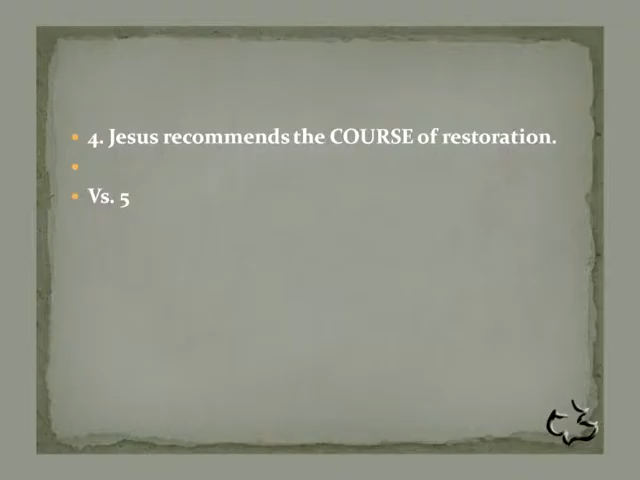 • 4. Jesus recommends the COURSE of restoration.
•
• Vs. 5